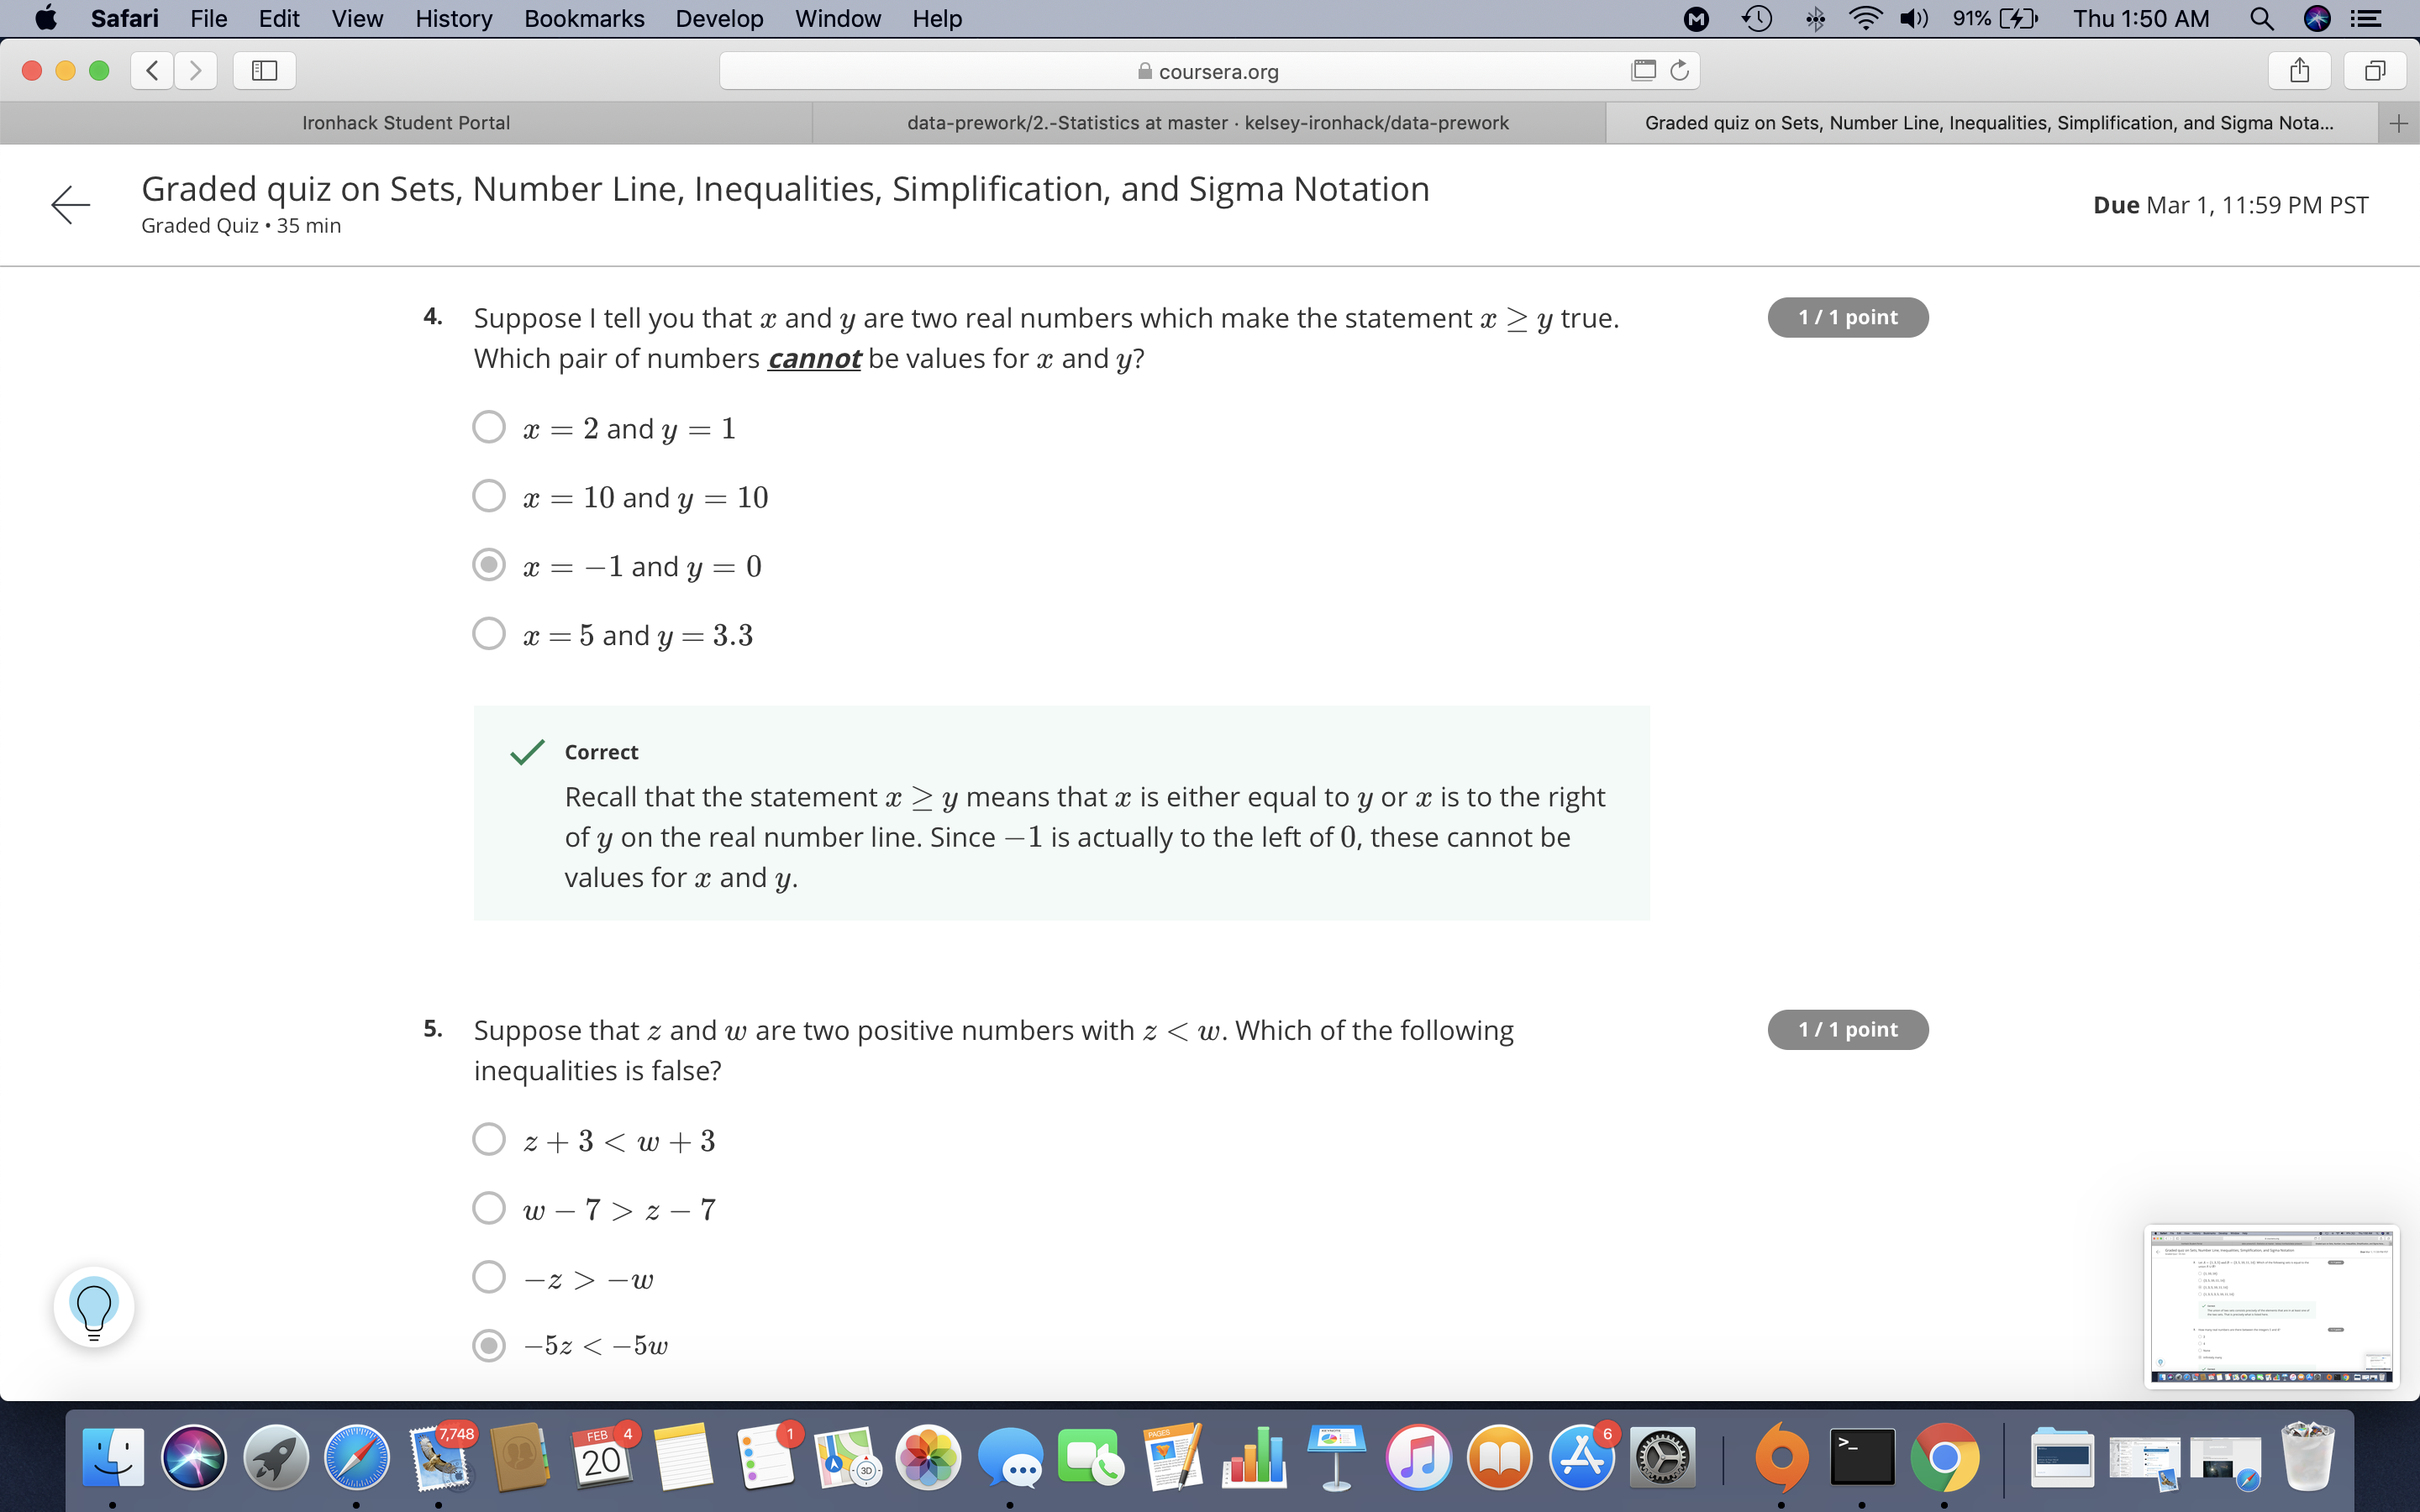 Safari File Edit View History Bookmarks Develop Window Help 91% Thu 1:50 AM
coursera.org
Ironhack Student Portal
data-prework/2.-Statistics at master · kelsey-ironhack/data-prework
Graded quiz on Sets, Number Line, Inequalities, Simplification, and Sigma Nota...
Graded quiz on Sets, Number Line, Inequalities, Simplification, and Sigma Notation
Graded Quiz • 35 min
Due Mar 1, 11:59 PM PST
4. Suppose I tell you that x and y are two real numbers which make the statement x ≥ y true.
Which pair of numbers cannot be values for x and y?
1 / 1 point
x = 2 and y = 1
x = 10 and y = 10
x = −1 and y = 0
x = 5 and y = 3.3
Correct
Recall that the statement x ≥ y means that x is either equal to y or x is to the right
of y on the real number line. Since −1 is actually to the left of 0, these cannot be
values for x and y.
5. Suppose that z and w are two positive numbers with z < w. Which of the following
inequalities is false?
1 / 1 point
z + 3 < w + 3
w − 7 > z − 7
−z > −w
−5z < −5w
7,748
FEB
20
4
1
3D
PAGES
6
>_